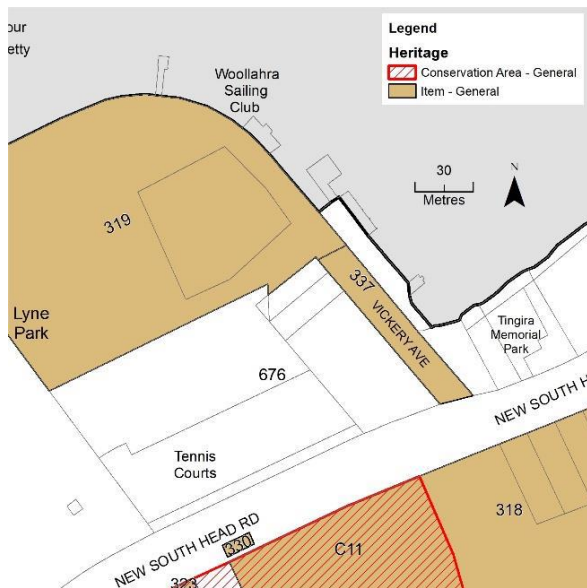 our
etty
Woollahra
Sailing
Club
Legend
Heritage
Conservation Area - General
Item - General
30
Metres
N
319
337
VICKERY AVE
Lyne
Park
Tingira
Memorial
Park
676
NEW SOUTH H
Tennis
Courts
318
NEW SOUTH HEAD RD
330
C11
323